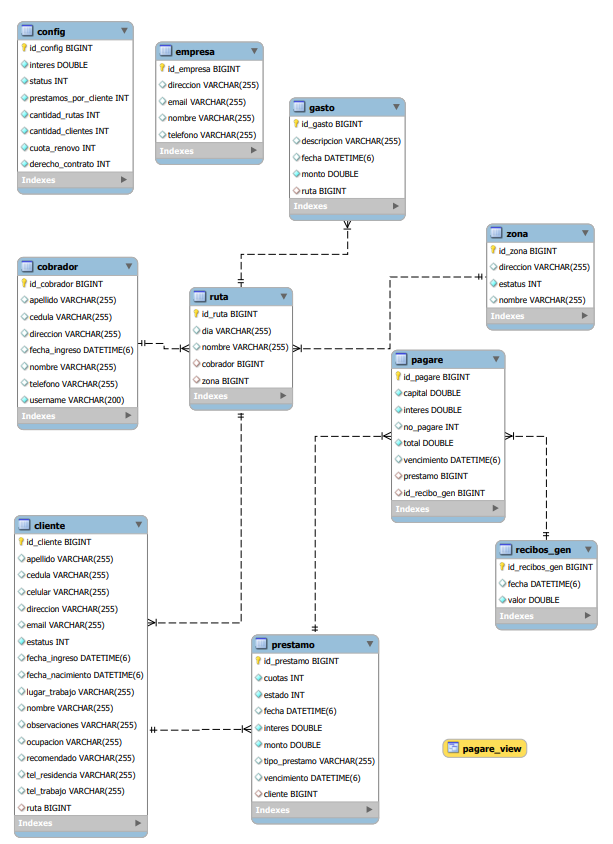 config
id_config BIGINT
interes DOUBLE
status INT
prestamos_por_cliente INT
cantidad_rutas INT
cantidad_clientes INT
cuota_renovo INT
derecho_contrato INT
Indexes
empresa
id_empresa BIGINT
direccion VARCHAR(255)
email VARCHAR(255)
nombre VARCHAR(255)
telefono VARCHAR(255)
Indexes
gasto
id_gasto BIGINT
descripcion VARCHAR(255)
fecha DATETIME(6)
monto DOUBLE
ruta BIGINT
Indexes
zona
id_zona BIGINT
direccion VARCHAR(255)
estatus INT
nombre VARCHAR(255)
Indexes
cobrador
id_cobrador BIGINT
apellido VARCHAR(255)
cedula VARCHAR(255)
direccion VARCHAR(255)
fecha_ingreso DATETIME(6)
nombre VARCHAR(255)
telefono VARCHAR(255)
username VARCHAR(200)
Indexes
ruta
id_ruta BIGINT
dia VARCHAR(255)
nombre VARCHAR(255)
cobrador BIGINT
zona BIGINT
Indexes
pagare
id_pagare BIGINT
capital DOUBLE
interes DOUBLE
no_pagare INT
total DOUBLE
vencimiento DATETIME(6)
prestamo BIGINT
id_recibo_gen BIGINT
Indexes
cliente
id_cliente BIGINT
apellido VARCHAR(255)
cedula VARCHAR(255)
celular VARCHAR(255)
direccion VARCHAR(255)
email VARCHAR(255)
estatus INT
fecha_ingreso DATETIME(6)
fecha_nacimiento DATETIME(6)
lugar_trabajo VARCHAR(255)
nombre VARCHAR(255)
observaciones VARCHAR(255)
ocupacion VARCHAR(255)
recomendado VARCHAR(255)
tel_residencia VARCHAR(255)
tel_trabajo VARCHAR(255)
ruta BIGINT
Indexes
recibos_gen
id_recibos_gen BIGINT
fecha DATETIME(6)
valor DOUBLE
Indexes
prestamo
id_prestamo BIGINT
cuotas INT
estado INT
fecha DATETIME(6)
interes DOUBLE
monto DOUBLE
tipo_prestamo VARCHAR(255)
vencimiento DATETIME(6)
cliente BIGINT
Indexes
pagare_view